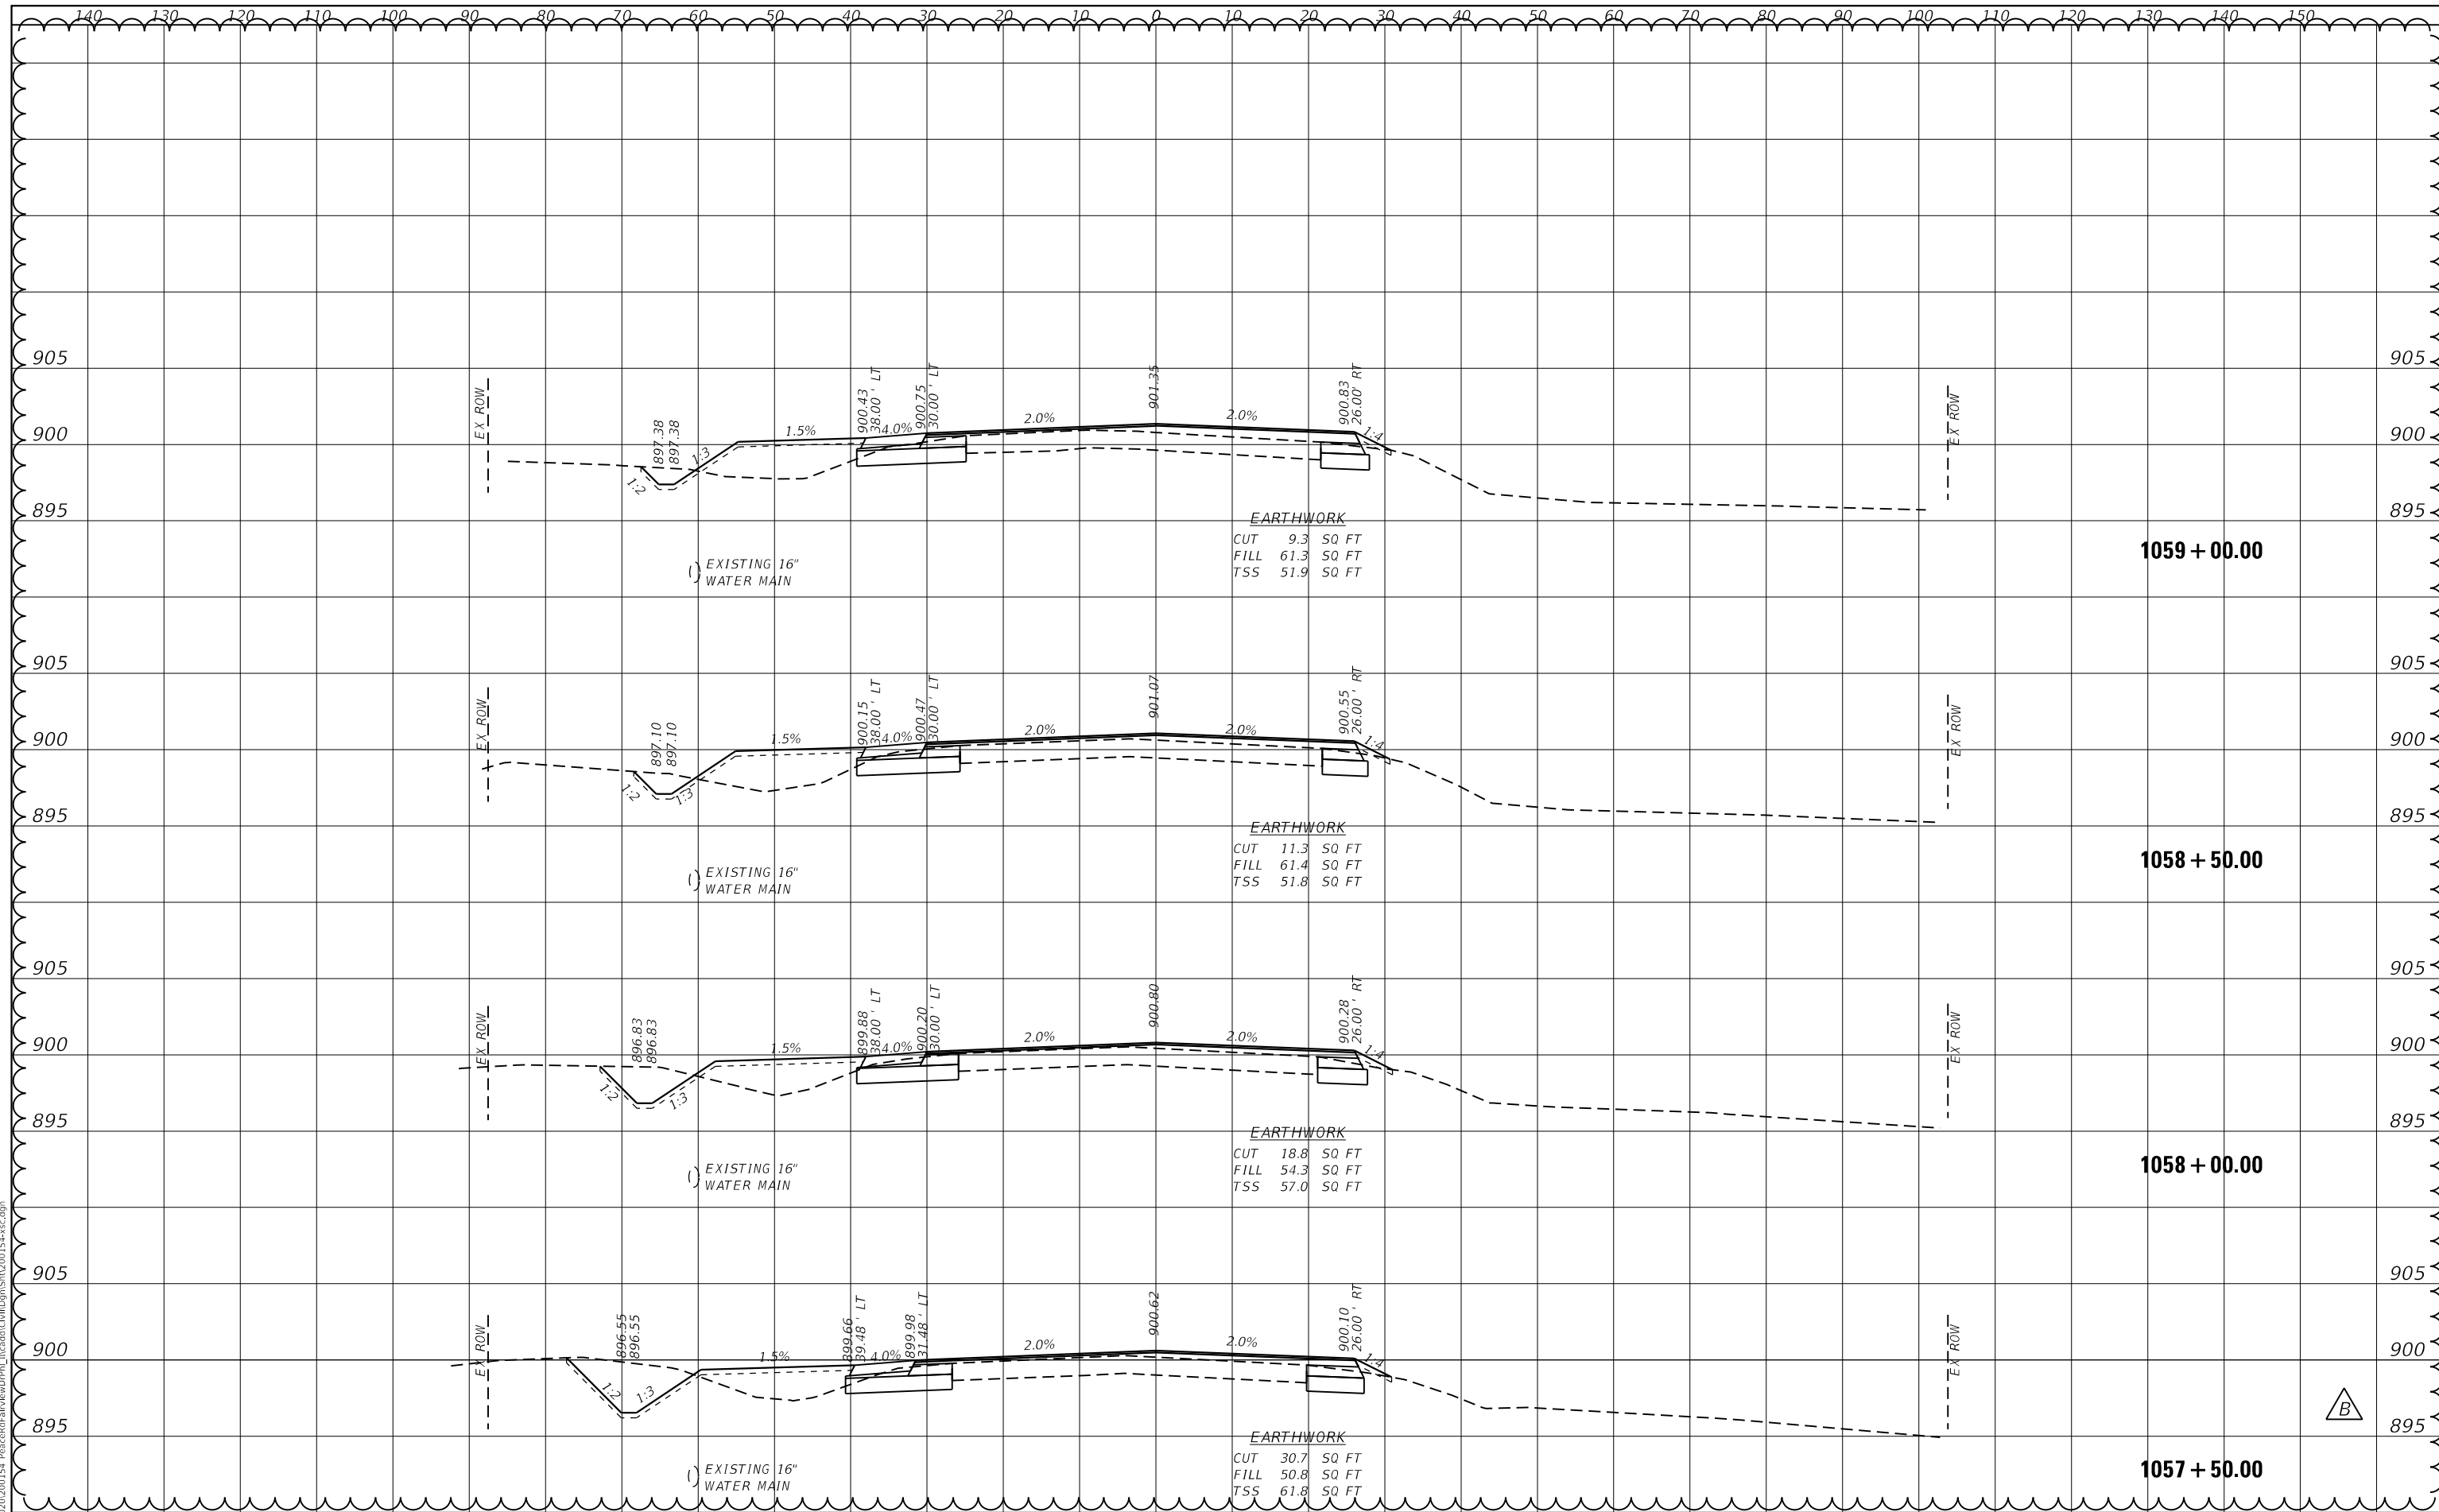 140 130 120 110 100 90 80 70 60 50 40 30 20 10 0 10 20 30 40 50 60 70 80 90 100 110 120 130 140 150
905 905
EX ROW
897.38
897.38
900.43
38.00' LT
900.75
30.00' LT
901.35
900.83
26.00' RT
EX ROW
1:2 1:3 1.5% 4.0% 2.0% 2.0% 1:4
900 900
895 895
EARTHWORK
CUT 9.3 SQ FT
FILL 61.3 SQ FT
TSS 51.9 SQ FT
1059+00.00
EXISTING 16"
WATER MAIN
905 905
EX ROW
897.10
897.10
900.15
38.00' LT
900.47
30.00' LT
901.07
900.55
26.00' RT
EX ROW
1:2 1:3 1.5% 4.0% 2.0% 2.0% 1:4
900 900
895 895
EARTHWORK
CUT 11.3 SQ FT
FILL 61.4 SQ FT
TSS 51.8 SQ FT
1058+50.00
EXISTING 16"
WATER MAIN
905 905
EX ROW
896.83
896.83
899.88
38.00' LT
900.20
30.00' LT
900.80
900.28
26.00' RT
EX ROW
1:2 1:3 1.5% 4.0% 2.0% 2.0% 1:4
900 900
895 895
EARTHWORK
CUT 18.8 SQ FT
FILL 54.3 SQ FT
TSS 57.0 SQ FT
1058+00.00
EXISTING 16"
WATER MAIN
905 905
EX ROW
896.55
896.55
899.66
39.48' LT
899.98
31.48' LT
900.62
900.10
26.00' RT
EX ROW
1:2 1:3 1.5% 4.0% 2.0% 2.0% 1:4
900 900
895 895
B
EARTHWORK
CUT 30.7 SQ FT
FILL 50.8 SQ FT
TSS 61.8 SQ FT
1057+50.00
EXISTING 16"
WATER MAIN